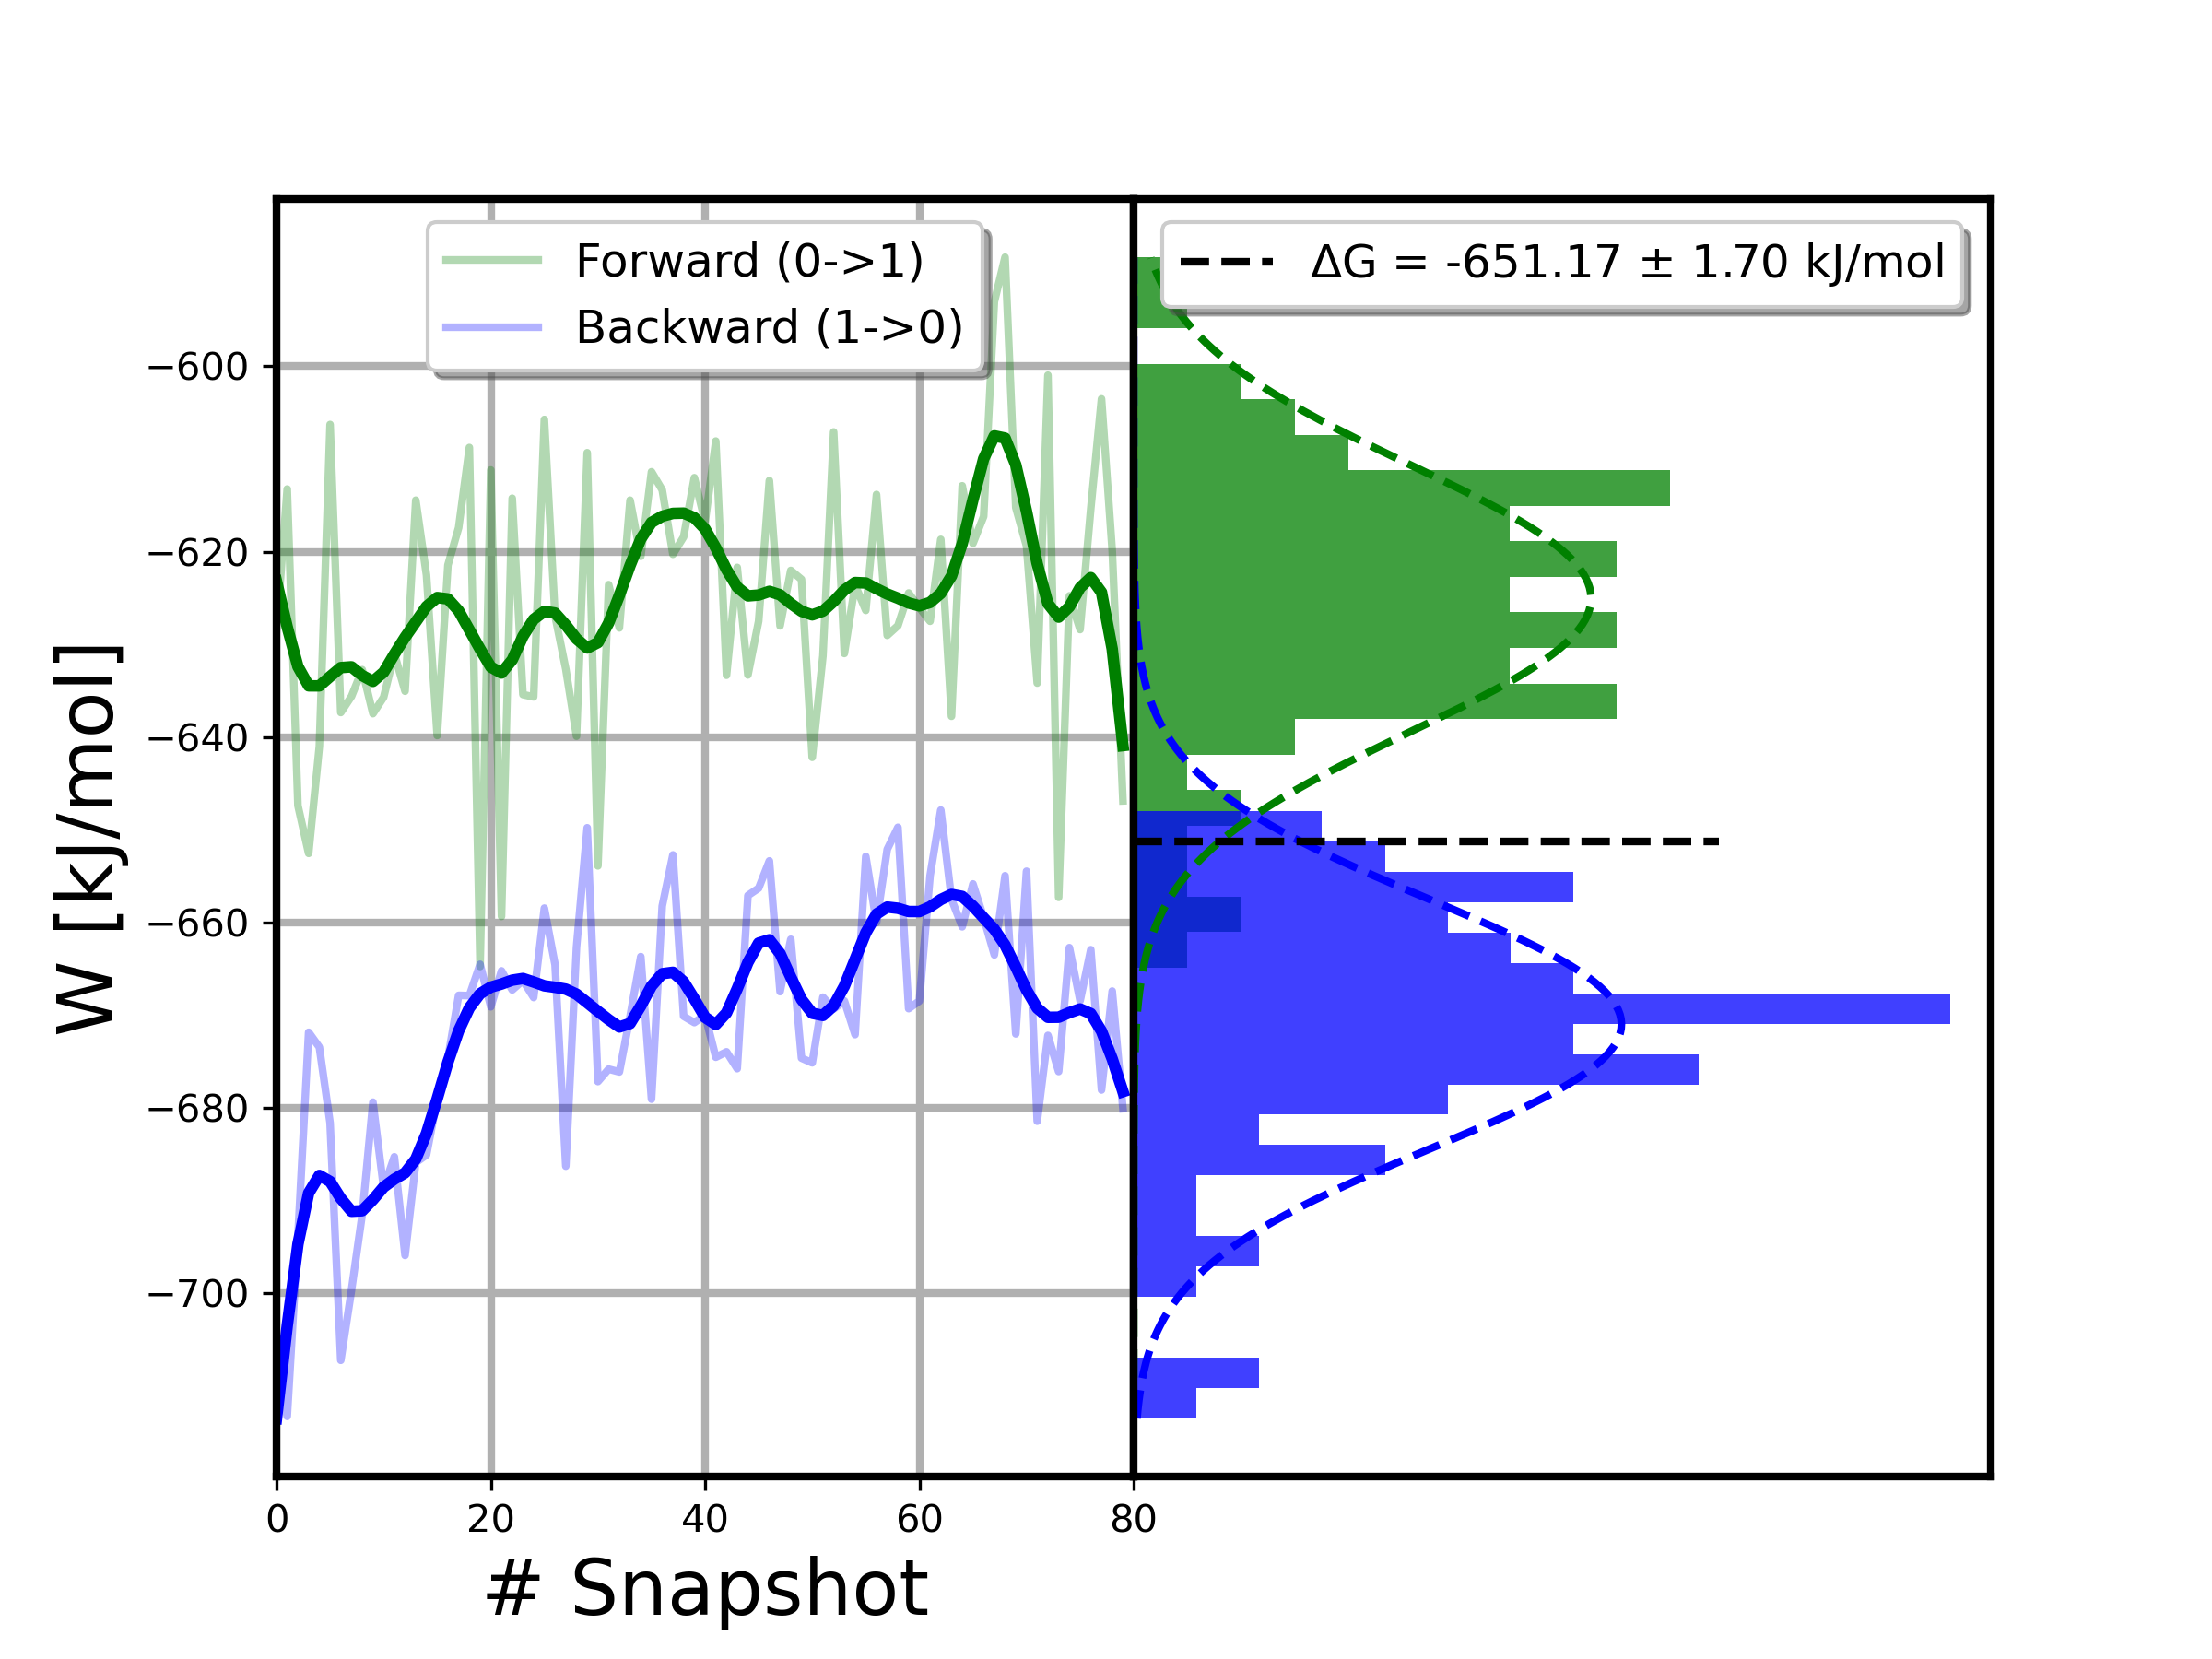 Forward (0->1)
Backward (1->0)
ΔG = -651.17 ± 1.70 kJ/mol
−600
−620
−640
−660
−680
−700
W [kJ/mol]
0 20 40 60 80
# Snapshot